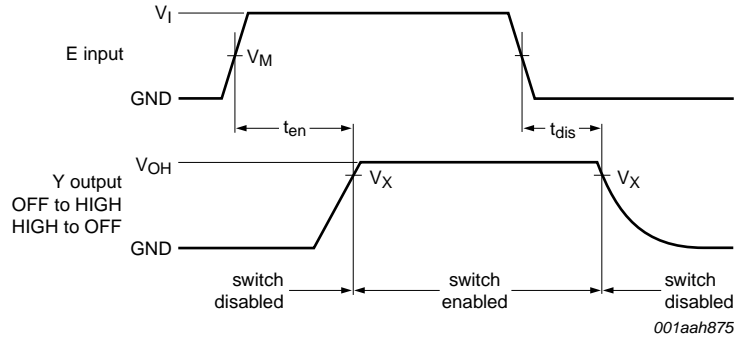 V_I
E input
V_M
GND
t_en
t_dis
V_OH
Y output
OFF to HIGH
HIGH to OFF
V_X
V_X
GND
switch
disabled
switch
enabled
switch
disabled
001aah875